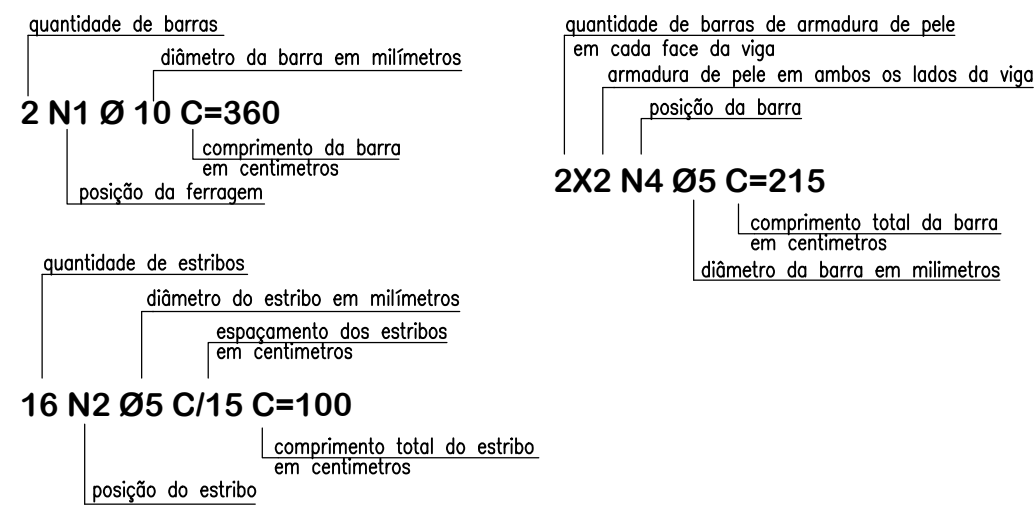 quantidade de barras
diâmetro da barra em milímetros
2 N1 Ø 10 C=360
comprimento da barra
em centimetros
posição da ferragem
quantidade de barras de armadura de pele
em cada face da viga
armadura de pele em ambos os lados da viga
posição da barra
2X2 N4 Ø5 C=215
comprimento total da barra
em centimetros
diâmetro da barra em milimetros
quantidade de estribos
diâmetro do estribo em milímetros
espaçamento dos estribos
em centimetros
16 N2 Ø5 C/15 C=100
comprimento total do estribo
em centimetros
posição do estribo